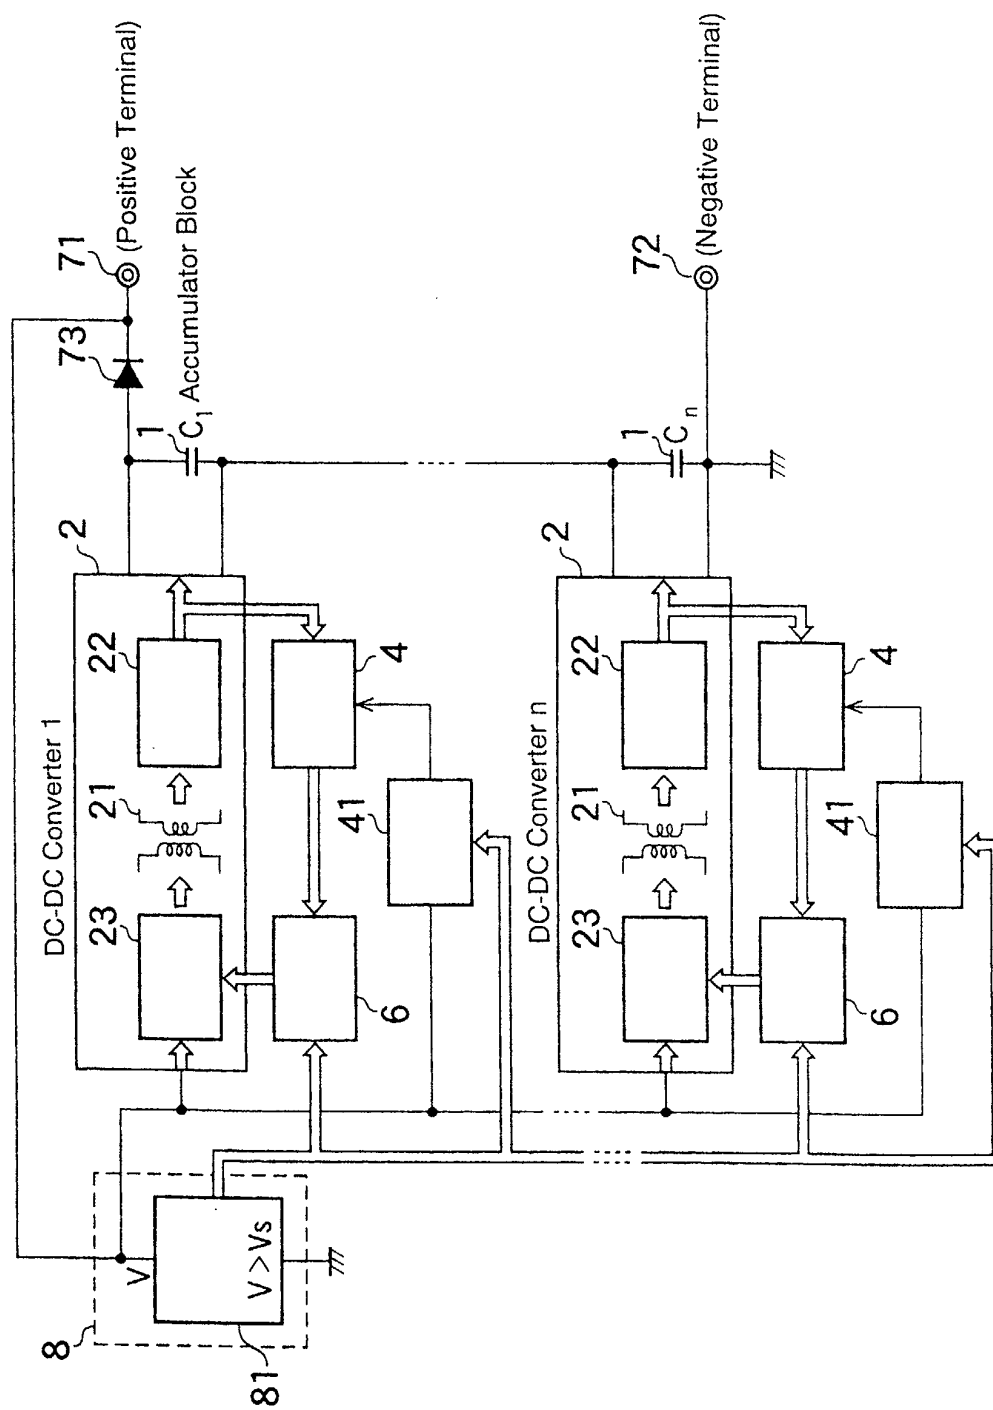 8
81
V
V > Vs
DC-DC Converter 1
2
23
21
22
6
4
41
73
71
(Positive Terminal)
1
C1 Accumulator Block
DC-DC Converter n
2
23
21
22
6
4
41
1
Cn
72
(Negative Terminal)